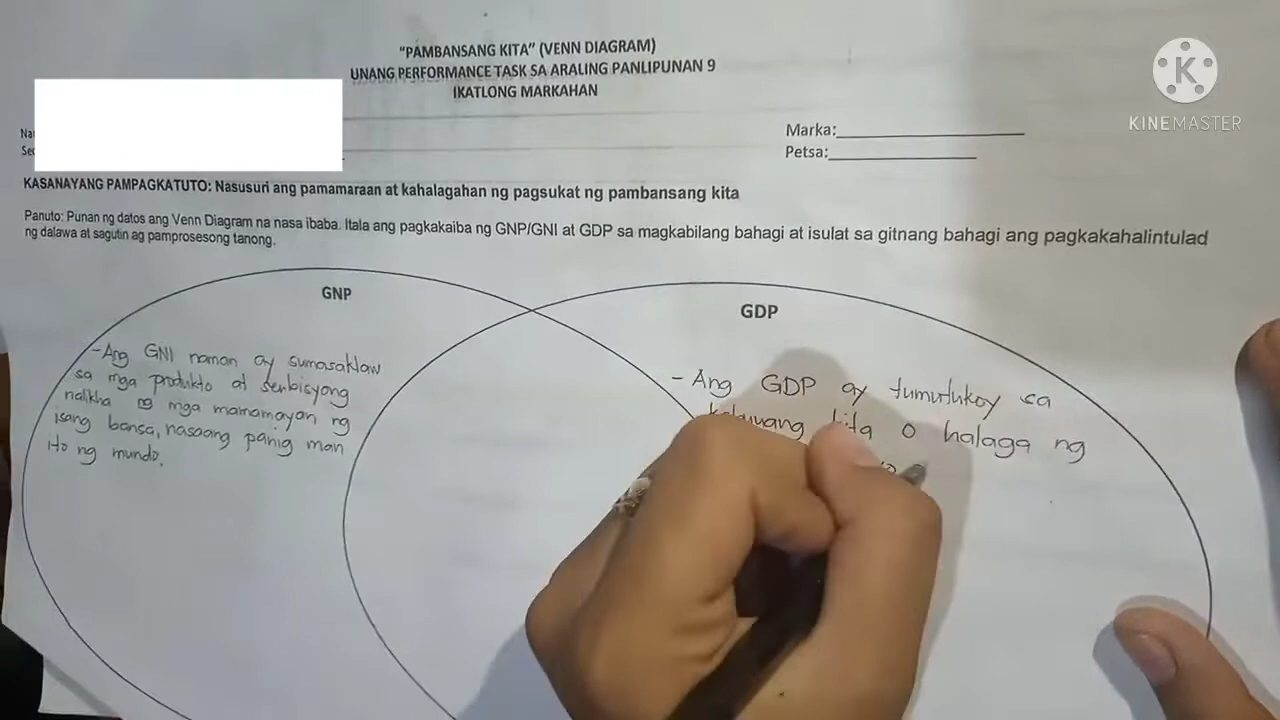 "PAMBANSANG KITA" (VENN DIAGRAM)
UNANG PERFORMANCE TASK SA ARALING PANLIPUNAN 9
IKATLONG MARKAHAN
KINEMASTER
Marka:
Petsa:
KASANAYANG PAMPAGKATUTO: Nasusuri ang pamamaraan at kahalagahan ng pagsukat ng pambansang kita
Panuto: Punan ng datos ang Venn Diagram na nasa ibaba. Itala ang pagkakaiba ng GNP/GNI at GDP sa magkabilang bahagi at isulat sa gitnang bahagi ang pagkakahalintulad
ng dalawa at sagutin ag pamprosesong tanong.
GNP
-Ang GNI naman ay sumasaklaw
sa mga produkto at serbisyong
nalikha ng mga mamamayan ng
isang bansa, nasaang panig man
ito ng mundo.
GDP
- Ang GDP ay tumutukoy sa
kita o halaga ng